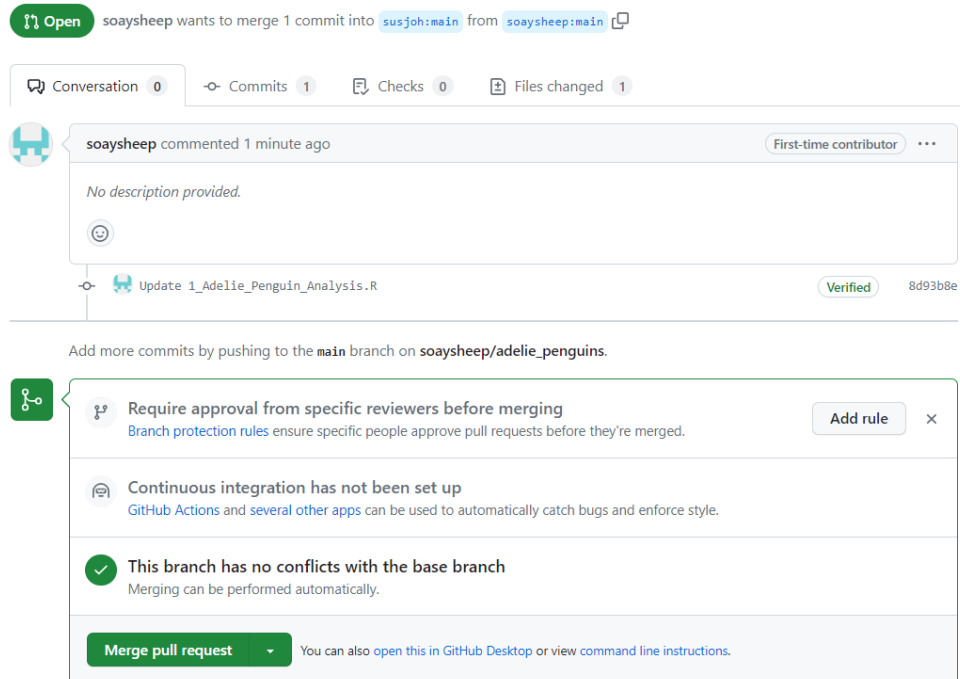 Open soaysheep wants to merge 1 commit into susjoh:main from soaysheep:main
Conversation 0 Commits 1 Checks 0 Files changed 1
soaysheep commented 1 minute ago First-time contributor
No description provided.
Update 1_Adelie_Penguin_Analysis.R Verified 8d93b8e
Add more commits by pushing to the main branch on soaysheep/adelie_penguins.
Require approval from specific reviewers before merging
Branch protection rules ensure specific people approve pull requests before they're merged.
Add rule
Continuous integration has not been set up
GitHub Actions and several other apps can be used to automatically catch bugs and enforce style.
This branch has no conflicts with the base branch
Merging can be performed automatically.
Merge pull request You can also open this in GitHub Desktop or view command line instructions.